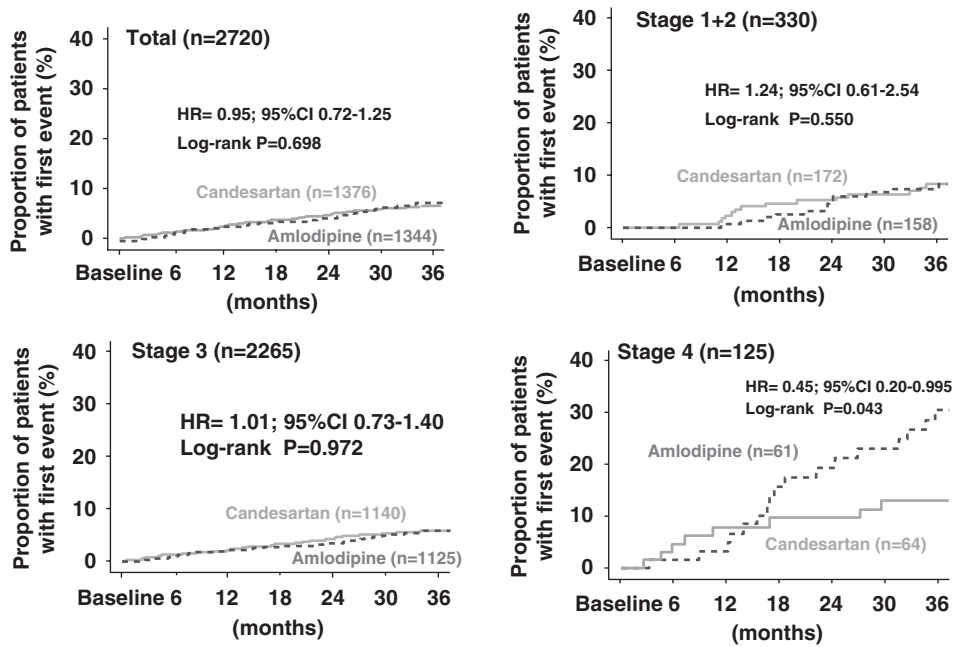 Proportion of patients
with first event (%)
Total (n=2720)
40
30
20
10
0
HR= 0.95; 95%CI 0.72-1.25
Log-rank P=0.698
Candesartan (n=1376)
Amlodipine (n=1344)
Baseline 6 12 18 24 30 36
(months)
Proportion of patients
with first event (%)
Stage 1+2 (n=330)
40
30
20
10
0
HR= 1.24; 95%CI 0.61-2.54
Log-rank P=0.550
Candesartan (n=172)
Amlodipine (n=158)
Baseline 6 12 18 24 30 36
(months)
Proportion of patients
with first event (%)
Stage 3 (n=2265)
40
30
20
10
0
HR= 1.01; 95%CI 0.73-1.40
Log-rank P=0.972
Candesartan (n=1140)
Amlodipine (n=1125)
Baseline 6 12 18 24 30 36
(months)
Proportion of patients
with first event (%)
Stage 4 (n=125)
40
30
20
10
0
HR= 0.45; 95%CI 0.20-0.995
Log-rank P=0.043
Amlodipine (n=61)
Candesartan (n=64)
Baseline 6 12 18 24 30 36
(months)